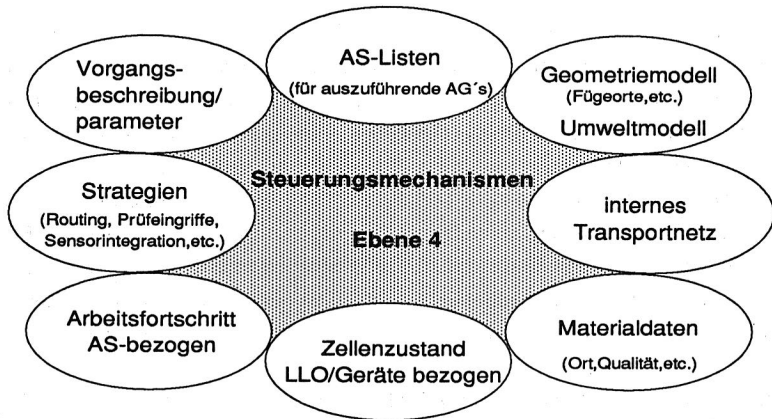 AS-Listen
(für auszuführende AG´s)
Vorgangs-
beschreibung/
parameter
Geometriemodell
(Fügeorte,etc.)
Umweltmodell
Steuerungsmechanismen
Ebene 4
Strategien
(Routing, Prüfeingriffe,
Sensorintegration,etc.)
internes
Transportnetz
Arbeitsfortschritt
AS-bezogen
Zellenzustand
LLO/Geräte bezogen
Materialdaten
(Ort,Qualität,etc.)